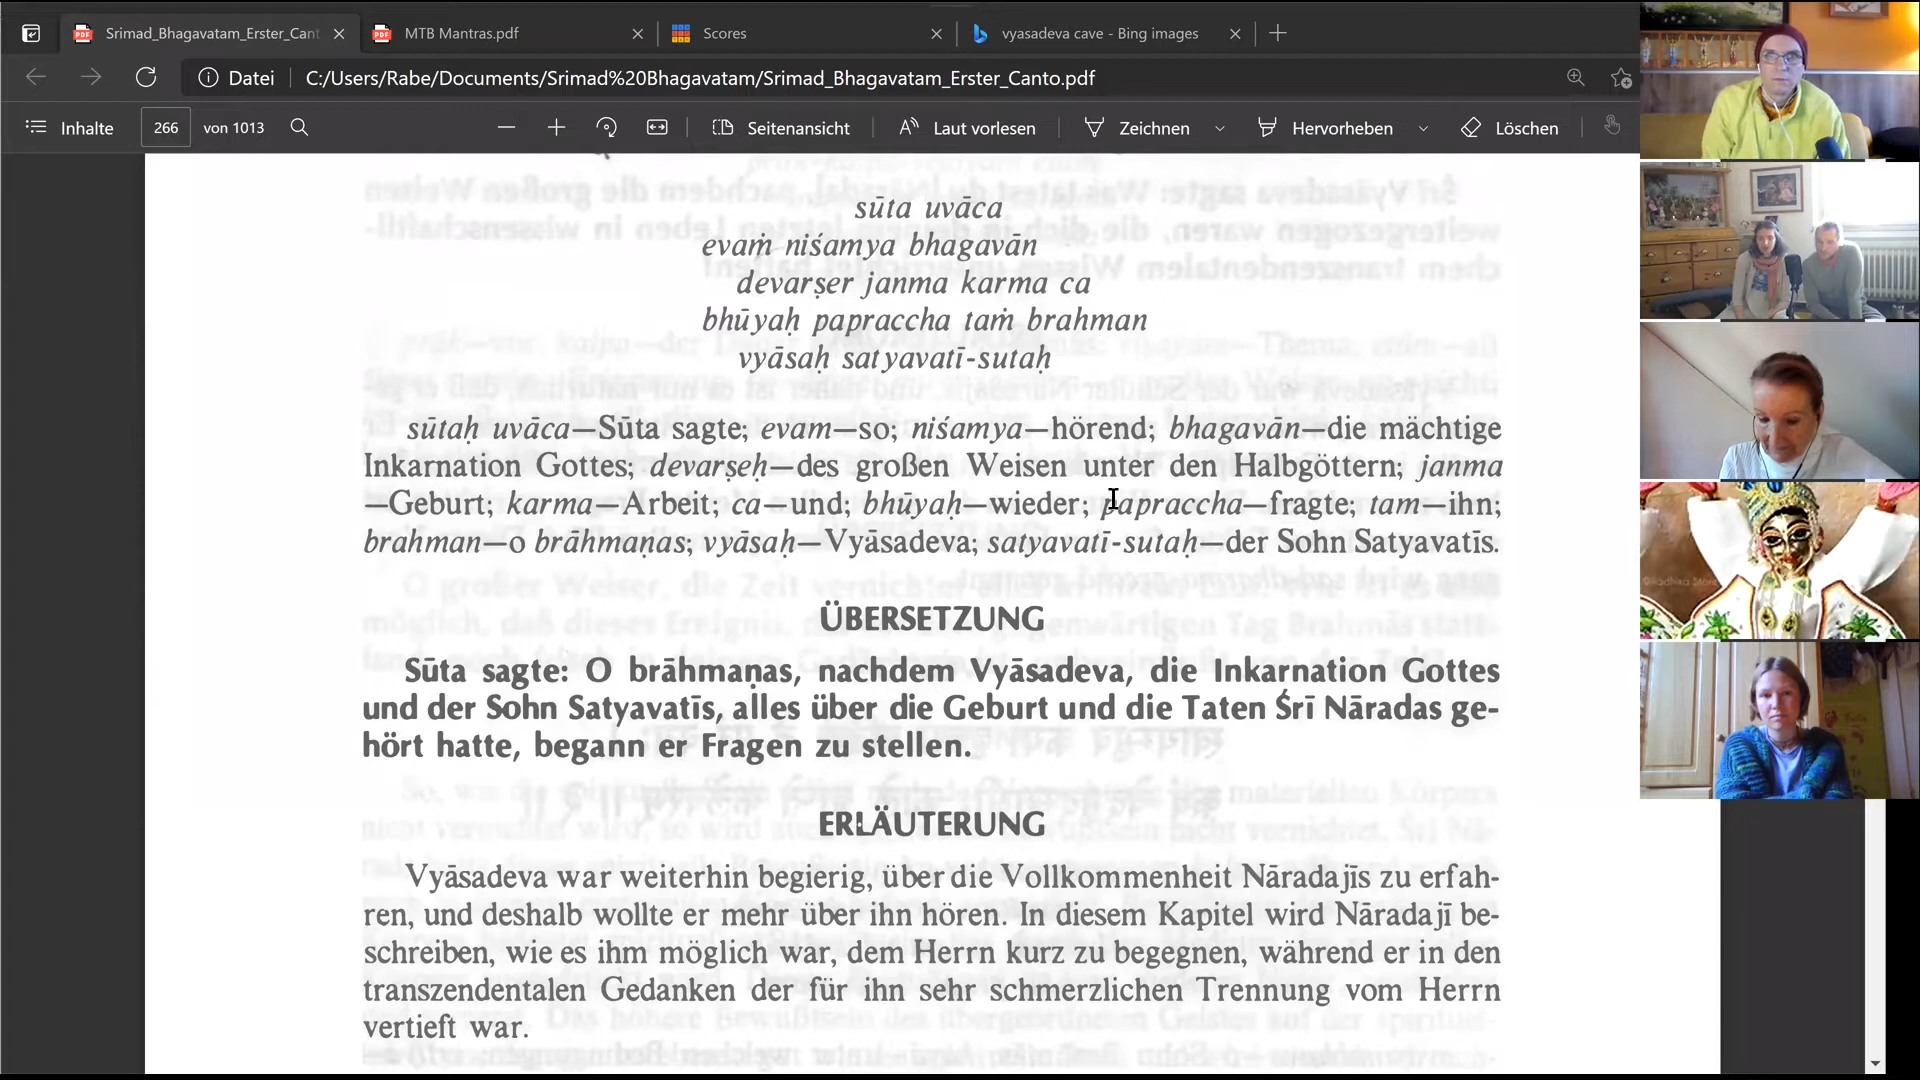 Srimad_Bhagavatam_Erster_Cant
MTB Mantras.pdf
Scores
vyasadeva cave - Bing images
Datei
C:/Users/Rabe/Documents/Srimad%20Bhagavatam/Srimad_Bhagavatam_Erster_Canto.pdf
Inhalte
266
von 1013
Seitenansicht
Laut vorlesen
Zeichnen
Hervorheben
Löschen
sūta uvāca
evaṁ niśamya bhagavān
devarṣer janma karma ca
bhūyaḥ papraccha taṁ brahman
vyāsaḥ satyavatī-sutaḥ
sūtaḥ uvāca—Sūta sagte; evam—so; niśamya—hörend; bhagavān—die mächtige
Inkarnation Gottes; devarṣeḥ—des großen Weisen unter den Halbgöttern; janma
—Geburt; karma—Arbeit; ca—und; bhūyaḥ—wieder; papraccha—fragte; tam—ihn;
brahman—o brāhmaṇas; vyāsaḥ—Vyāsadeva; satyavatī-sutaḥ—der Sohn Satyavatīs.
ÜBERSETZUNG
Sūta sagte: O brāhmaṇas, nachdem Vyāsadeva, die Inkarnation Gottes
und der Sohn Satyavatīs, alles über die Geburt und die Taten Śrī Nāradas ge-
hört hatte, begann er Fragen zu stellen.
ERLÄUTERUNG
Vyāsadeva war weiterhin begierig, über die Vollkommenheit Nāradajīs zu erfah-
ren, und deshalb wollte er mehr über ihn hören. In diesem Kapitel wird Nāradajī be-
schreiben, wie es ihm möglich war, dem Herrn kurz zu begegnen, während er in den
transzendentalen Gedanken der für ihn sehr schmerzlichen Trennung vom Herrn
vertieft war.